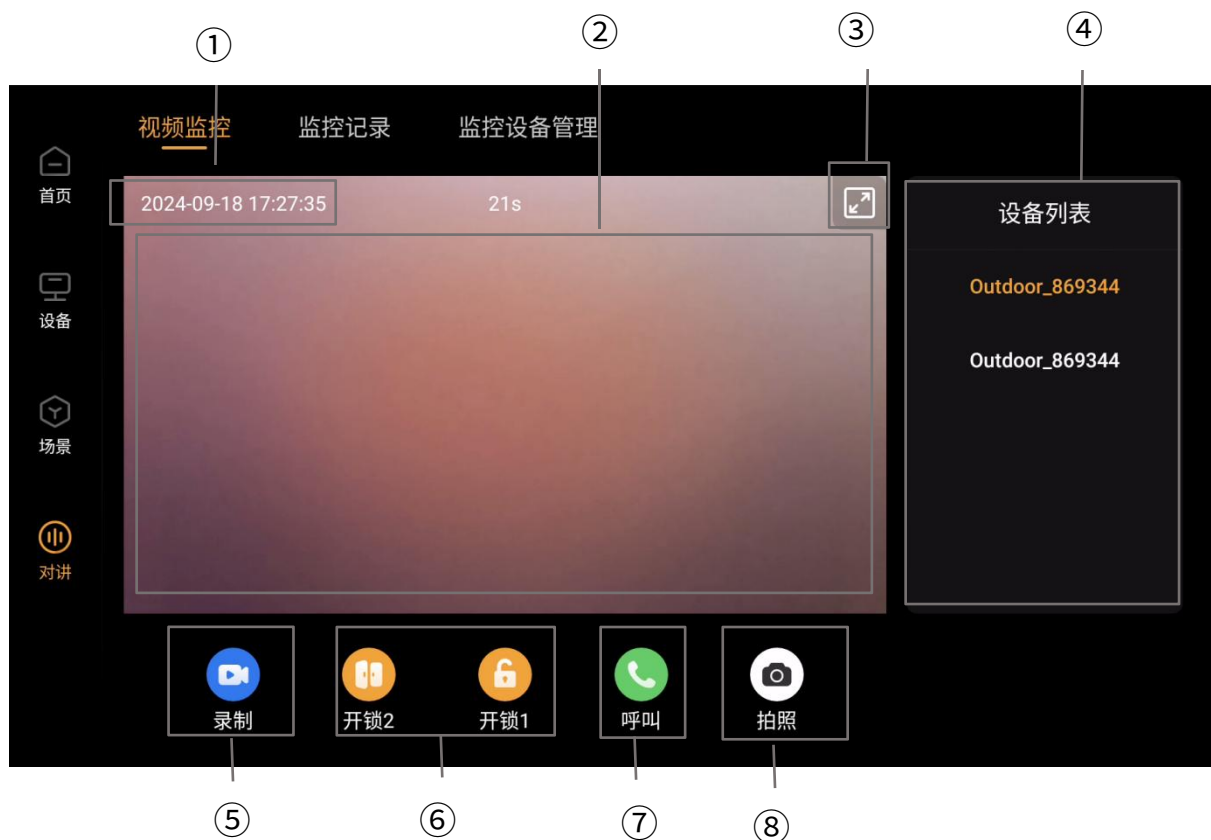 ① ② ③ ④
视频监控 监控记录 监控设备管理
首页
2024-09-18 17:27:35 21s
设备列表
Outdoor_869344
设备
Outdoor_869344
场景
对讲
录制 开锁2 开锁1 呼叫 拍照
⑤ ⑥ ⑦ ⑧